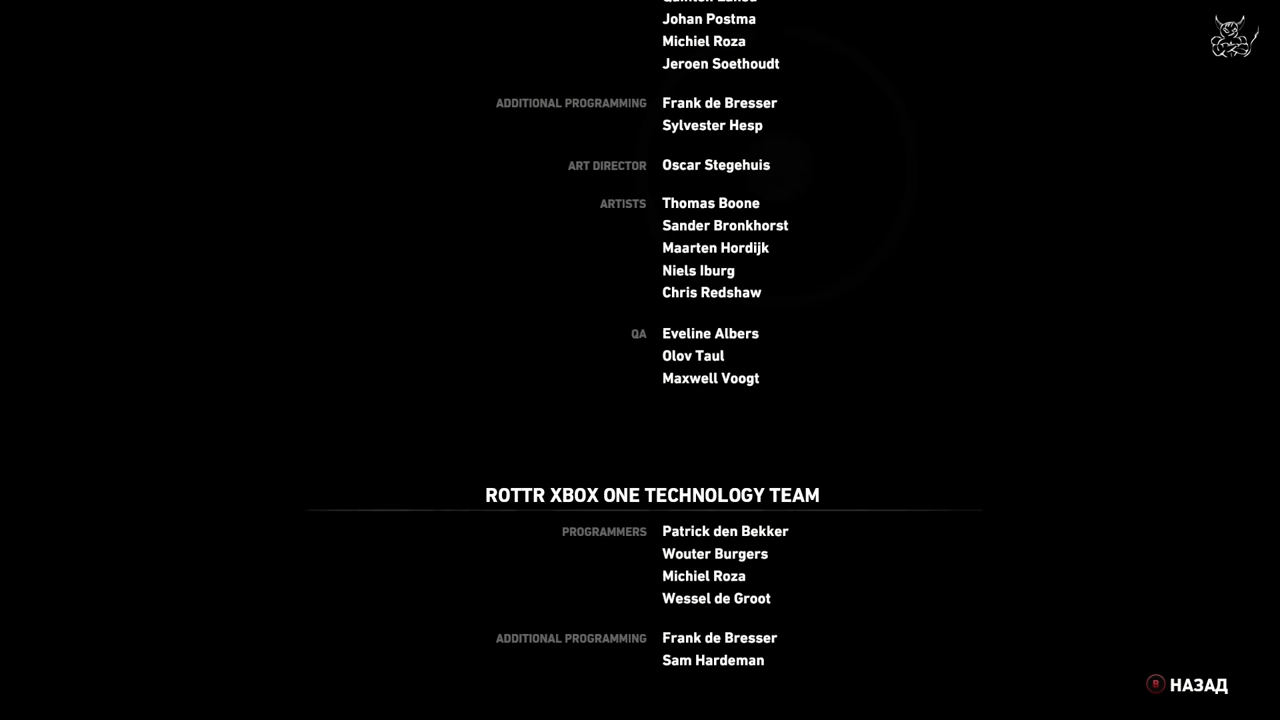 Johan Postma
Michiel Roza
Jeroen Soethoudt
ADDITIONAL PROGRAMMING Frank de Bresser
Sylvester Hesp
ART DIRECTOR Oscar Stegehuis
ARTISTS Thomas Boone
Sander Bronkhorst
Maarten Hordijk
Niels Iburg
Chris Redshaw
QA Eveline Albers
Olov Taul
Maxwell Voogt
ROTTR XBOX ONE TECHNOLOGY TEAM
PROGRAMMERS Patrick den Bekker
Wouter Burgers
Michiel Roza
Wessel de Groot
ADDITIONAL PROGRAMMING Frank de Bresser
Sam Hardeman
B НАЗАД